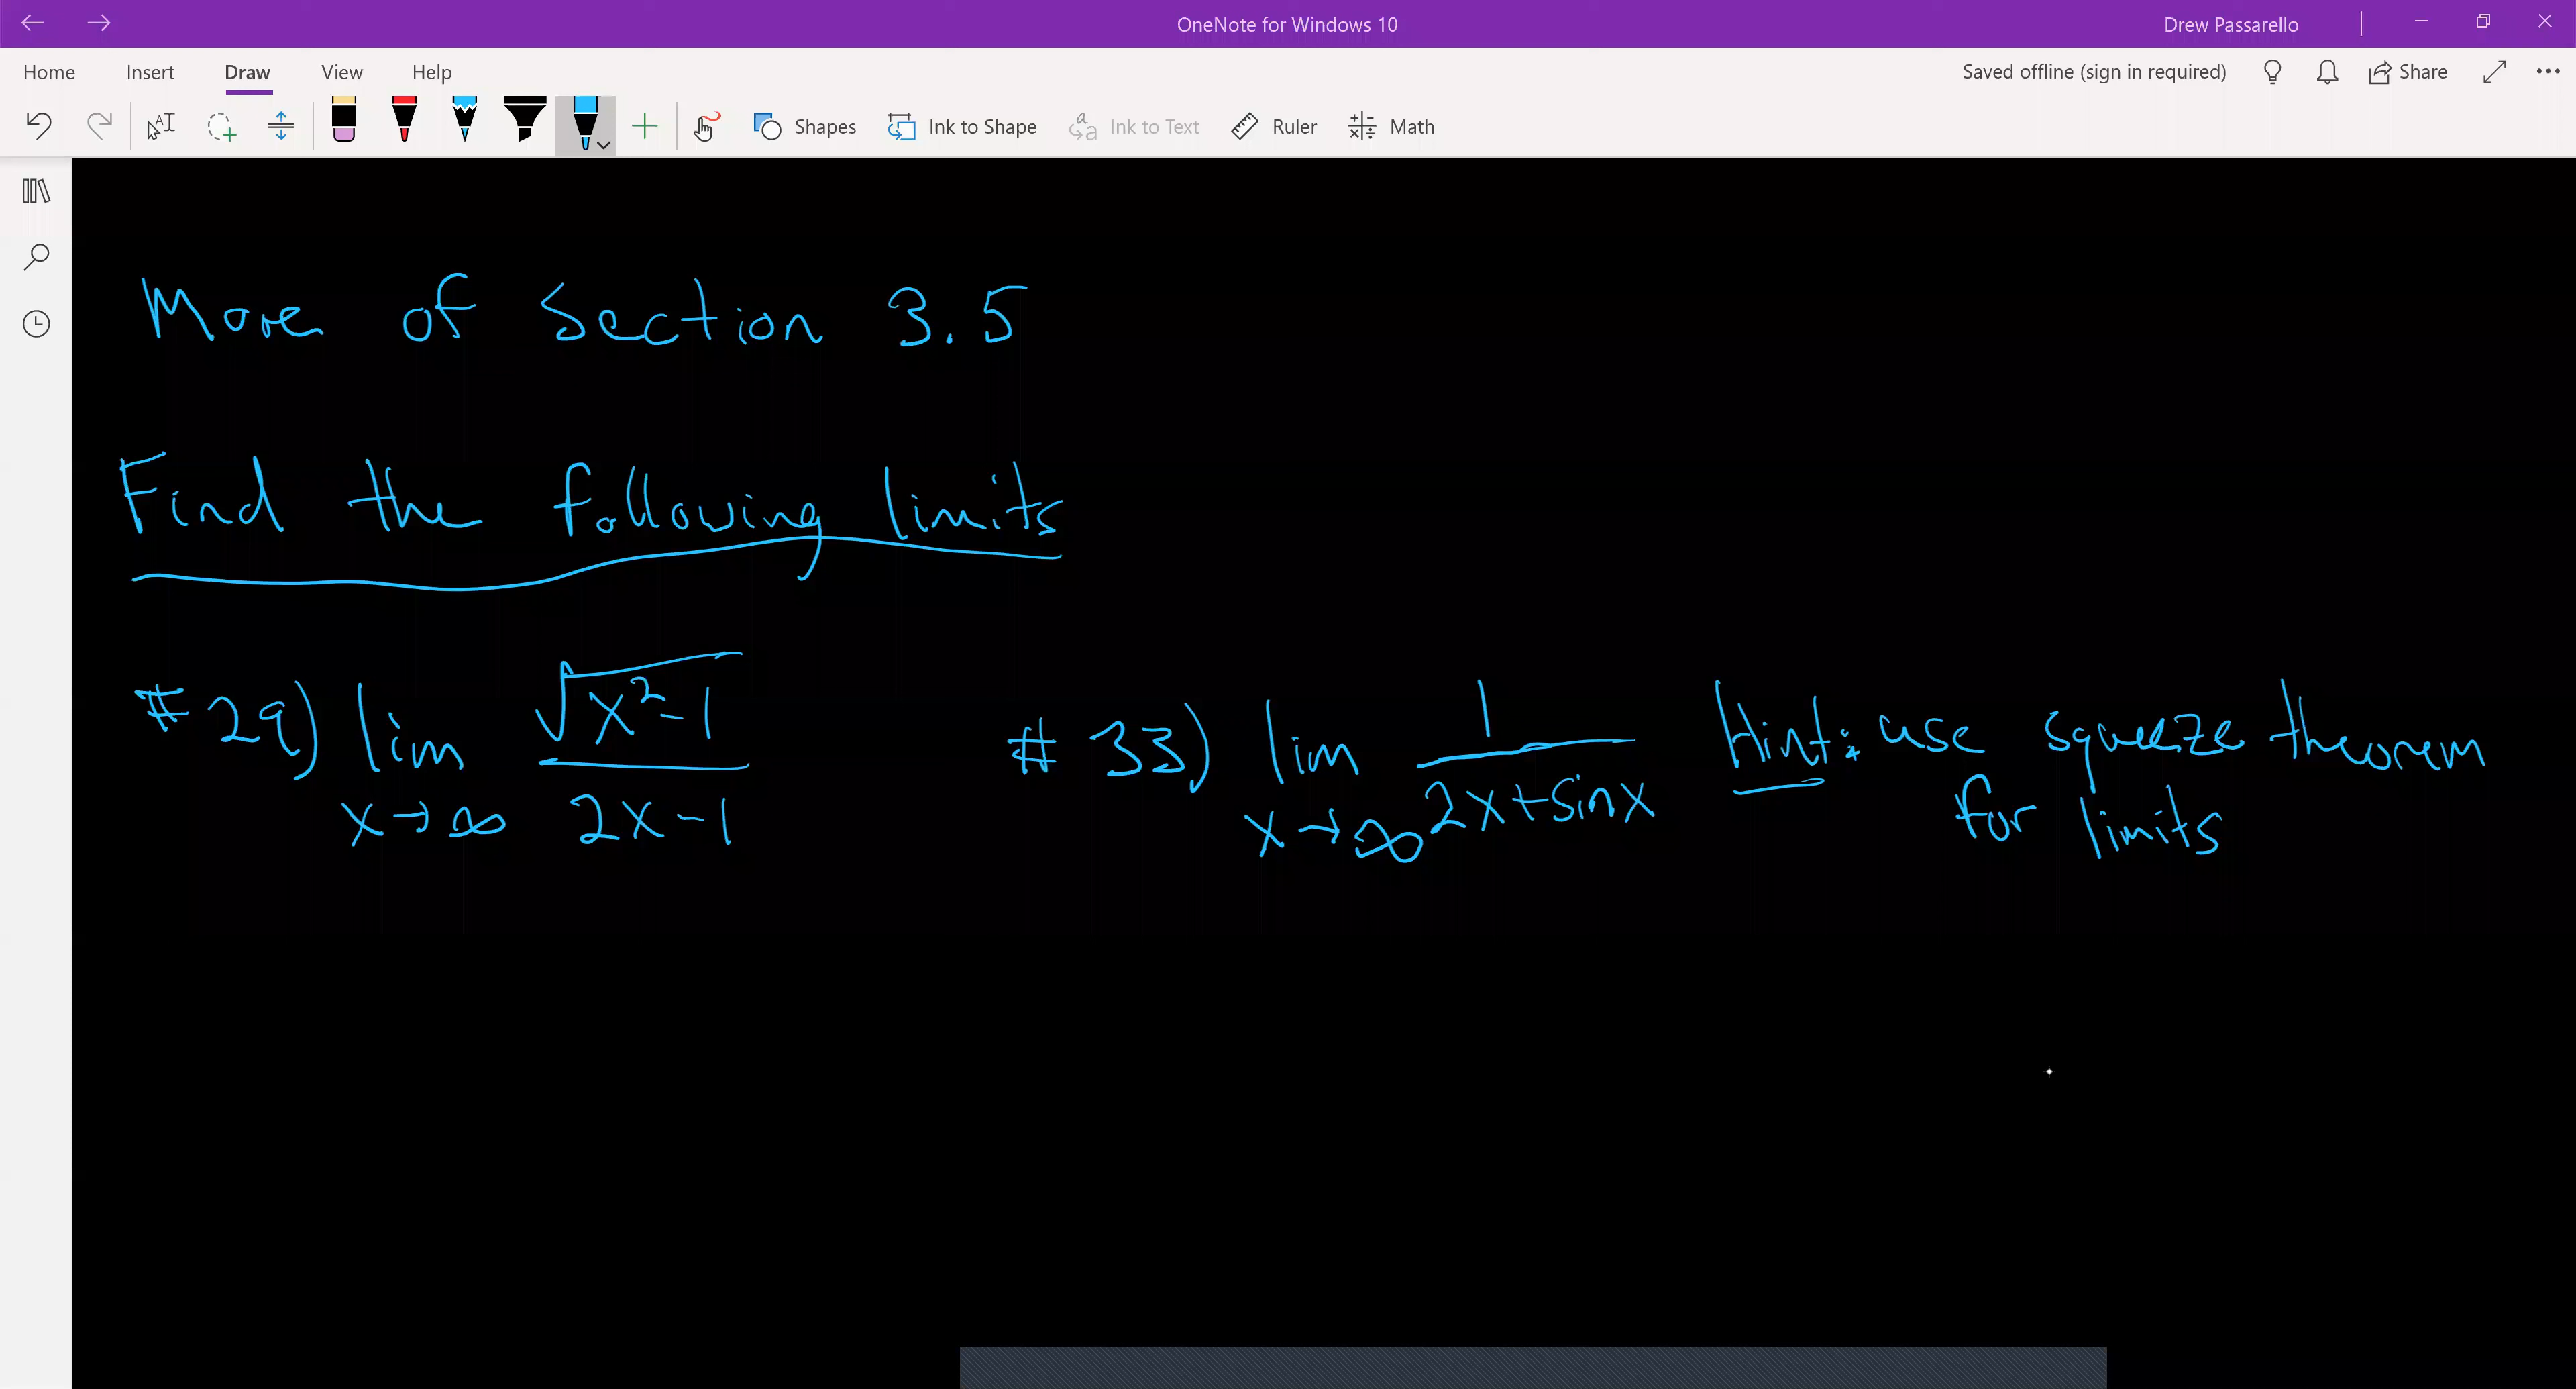 OneNote for Windows 10
Drew Passarello
Home Insert Draw View Help
Saved offline (sign in required) Share
Shapes Ink to Shape Ink to Text Ruler Math
More of Section 3.5
Find the following limits
#29) lim x→∞ √(x²-1) / (2x-1)
#33) lim x→∞ 1 / (2x+sinx) Hint: use squeeze theorem
for limits